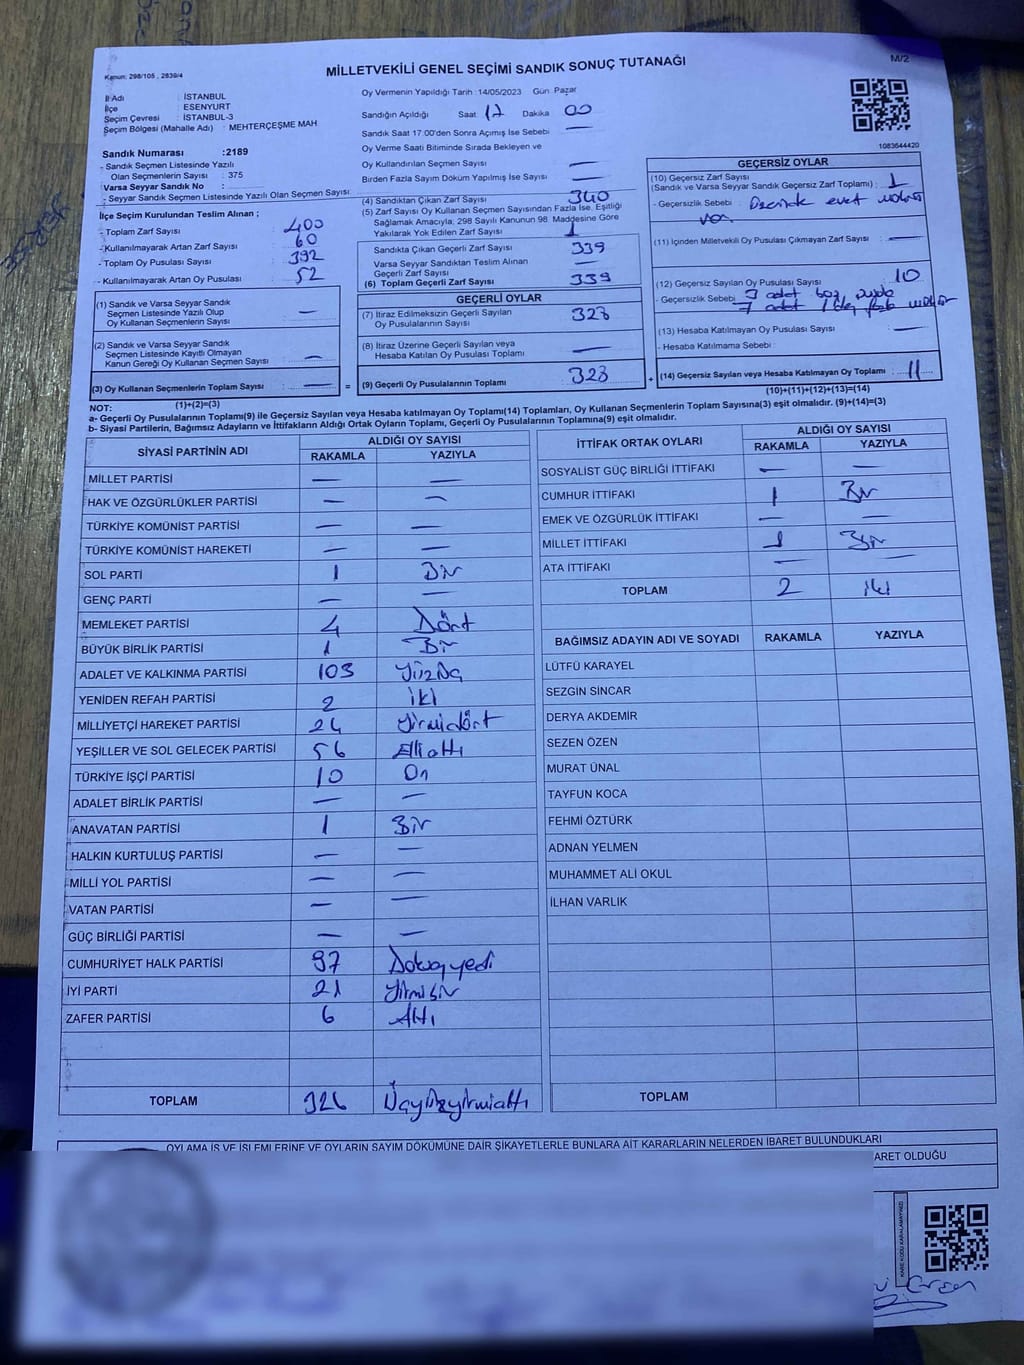 Kanun: 298/105 , 2839/4
MİLLETVEKİLİ GENEL SEÇİMİ SANDIK SONUÇ TUTANAĞI
M/2
İl Adı : İSTANBUL
İlçe : ESENYURT
Seçim Çevresi : İSTANBUL-3
Seçim Bölgesi (Mahalle Adı) : MEHTERÇEŞME MAH
Sandık Numarası :2189
- Sandık Seçmen Listesinde Yazılı
Olan Seçmenlerin Sayısı : 375
Varsa Seyyar Sandık No :
- Seyyar Sandık Seçmen Listesinde Yazılı Olan Seçmen Sayısı :
İlçe Seçim Kurulundan Teslim Alınan ;
- Toplam Zarf Sayısı : 400
- Kullanılmayarak Artan Zarf Sayısı : 60
- Toplam Oy Pusulası Sayısı : 392
- Kullanılmayarak Artan Oy Pusulası : 52
(1) Sandık ve Varsa Seyyar Sandık
Seçmen Listesinde Yazılı Olup
Oy Kullanan Seçmenlerin Sayısı : —
(2) Sandık ve Varsa Seyyar Sandık
Seçmen Listesinde Kayıtlı Olmayan
Kanun Gereği Oy Kullanan Seçmen Sayısı : —
(3) Oy Kullanan Seçmenlerin Toplam Sayısı : —
(1)+(2)=(3)
Oy Vermenin Yapıldığı Tarih : 14/05/2023 Gün : Pazar
Sandığın Açıldığı Saat 17 Dakika 00
Sandık Saat 17.00'den Sonra Açımış İse Sebebi —
Oy Verme Saati Bitiminde Sırada Bekleyen ve
Oy Kullandırılan Seçmen Sayısı : —
Birden Fazla Sayım Döküm Yapılmış İse Sayısı : —
(4) Sandıktan Çıkan Zarf Sayısı : 340
(5) Zarf Sayısı Oy Kullanan Seçmen Sayısından Fazla İse, Eşitliği
Sağlamak Amacıyla, 298 Sayılı Kanunun 98. Maddesine Göre
Yakılarak Yok Edilen Zarf Sayısı : 1
Sandıkta Çıkan Geçerli Zarf Sayısı : 339
Varsa Seyyar Sandıktan Teslim Alınan
Geçerli Zarf Sayısı :
(6) Toplam Geçerli Zarf Sayısı : 339
GEÇERLİ OYLAR
(7) İtiraz Edilmeksizin Geçerli Sayılan
Oy Pusulalarının Sayısı : 328
(8) İtiraz Üzerine Geçerli Sayılan veya
Hesaba Katılan Oy Pusulası Toplamı : —
= (9) Geçerli Oy Pusulalarının Toplamı : 328 +
1083644420
GEÇERSİZ OYLAR
(10) Geçersiz Zarf Sayısı
(Sandık ve Varsa Seyyar Sandık Geçersiz Zarf Toplamı) : 1
- Geçersizlik Sebebi : Üzerinde evet
var
(11) İçinden Milletvekili Oy Pusulası Çıkmayan Zarf Sayısı : —
(12) Geçersiz Sayılan Oy Pusulası Sayısı : 10
- Geçersizlik Sebebi : 3 adet boş
7 adet
(13) Hesaba Katılmayan Oy Pusulası Sayısı : —
- Hesaba Katılmama Sebebi :
(14) Geçersiz Sayılan veya Hesaba Katılmayan Oy Toplamı : 11
(10)+(11)+(12)+(13)=(14)
NOT:
a- Geçerli Oy Pusulalarının Toplamı(9) ile Geçersiz Sayılan veya Hesaba katılmayan Oy Toplamı(14) Toplamları, Oy Kullanan Seçmenlerin Toplam Sayısına(3) eşit olmalıdır. (9)+(14)=(3)
b- Siyasi Partilerin, Bağımsız Adayların ve İttifakların Aldığı Ortak Oyların Toplamı, Geçerli Oy Pusulalarının Toplamına(9) eşit olmalıdır.
SİYASİ PARTİNİN ADI ALDIĞI OY SAYISI
RAKAMLA YAZIYLA
MİLLET PARTİSİ — —
HAK VE ÖZGÜRLÜKLER PARTİSİ — —
TÜRKİYE KOMÜNİST PARTİSİ — —
TÜRKİYE KOMÜNİST HAREKETİ — —
SOL PARTİ 1 Bir
GENÇ PARTİ — —
MEMLEKET PARTİSİ 4 Dört
BÜYÜK BİRLİK PARTİSİ 1 Bir
ADALET VE KALKINMA PARTİSİ 103 Yüzüç
YENİDEN REFAH PARTİSİ 2 iki
MİLLİYETÇİ HAREKET PARTİSİ 24 Yirmidört
YEŞİLLER VE SOL GELECEK PARTİSİ 56 Elli altı
TÜRKİYE İŞÇİ PARTİSİ 10 On
ADALET BİRLİK PARTİSİ — —
ANAVATAN PARTİSİ 1 Bir
HALKIN KURTULUŞ PARTİSİ — —
MİLLİ YOL PARTİSİ — —
VATAN PARTİSİ — —
GÜÇ BİRLİĞİ PARTİSİ — —
CUMHURİYET HALK PARTİSİ 97 Doksanyedi
İYİ PARTİ 21 Yirmibir
ZAFER PARTİSİ 6 Altı
TOPLAM 326 Üçyüzyirmialtı
İTTİFAK ORTAK OYLARI ALDIĞI OY SAYISI
RAKAMLA YAZIYLA
SOSYALİST GÜÇ BİRLİĞİ İTTİFAKI — —
CUMHUR İTTİFAKI 1 Bir
EMEK VE ÖZGÜRLÜK İTTİFAKI — —
MİLLET İTTİFAKI 1 Bir
ATA İTTİFAKI — —
TOPLAM 2 iki
BAĞIMSIZ ADAYIN ADI VE SOYADI RAKAMLA YAZIYLA
LÜTFÜ KARAYEL
SEZGİN SİNCAR
DERYA AKDEMİR
SEZEN ÖZEN
MURAT ÜNAL
TAYFUN KOCA
FEHMİ ÖZTÜRK
ADNAN YELMEN
MUHAMMET ALİ OKUL
İLHAN VARLIK
TOPLAM
OYLAMA İŞ VE İŞLEMLERİNE VE OYLARIN SAYIM DÖKÜMÜNE DAİR ŞİKAYETLERLE BUNLARA AİT KARARLARIN NELERDEN İBARET BULUNDUKLARI
ARET OLDUĞU
KARE KODU KARALAMAYINIZ!